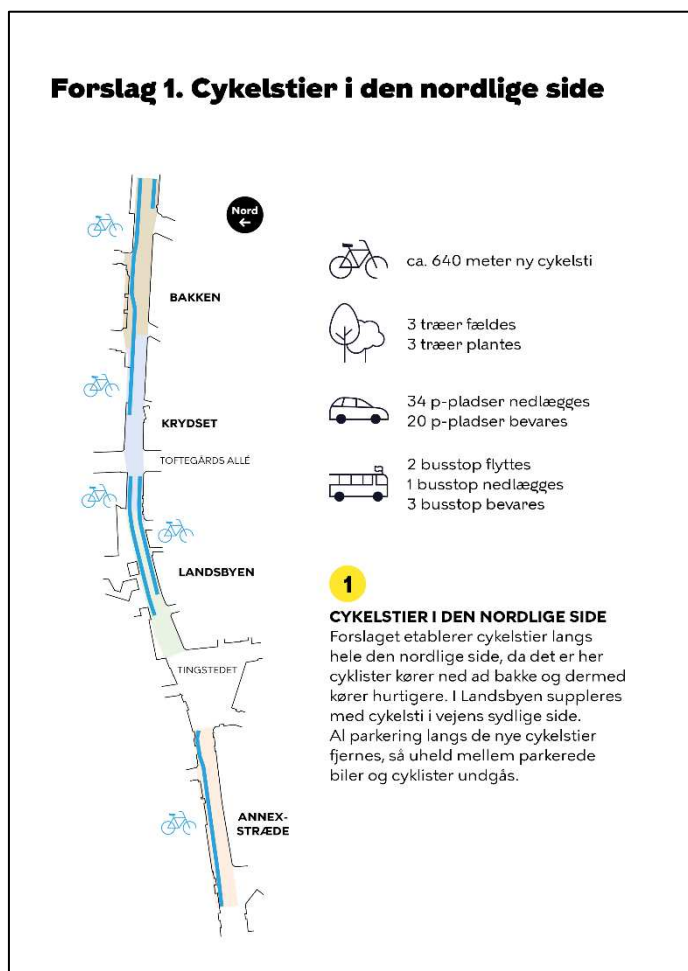 Forslag 1. Cykelstier i den nordlige side
Nord
←
BAKKEN
KRYDSET
TOFTEGÅRDS ALLÉ
LANDSBYEN
TINGSTEDET
ANNEX-
STRÆDE
ca. 640 meter ny cykelsti
3 træer fældes
3 træer plantes
34 p-pladser nedlægges
20 p-pladser bevares
2 busstop flyttes
1 busstop nedlægges
3 busstop bevares
1
CYKELSTIER I DEN NORDLIGE SIDE
Forslaget etablerer cykelstier langs
hele den nordlige side, da det er her
cyklister kører ned ad bakke og dermed
kører hurtigere. I Landsbyen suppleres
med cykelsti i vejens sydlige side.
Al parkering langs de nye cykelstier
fjernes, så uheld mellem parkerede
biler og cyklister undgås.